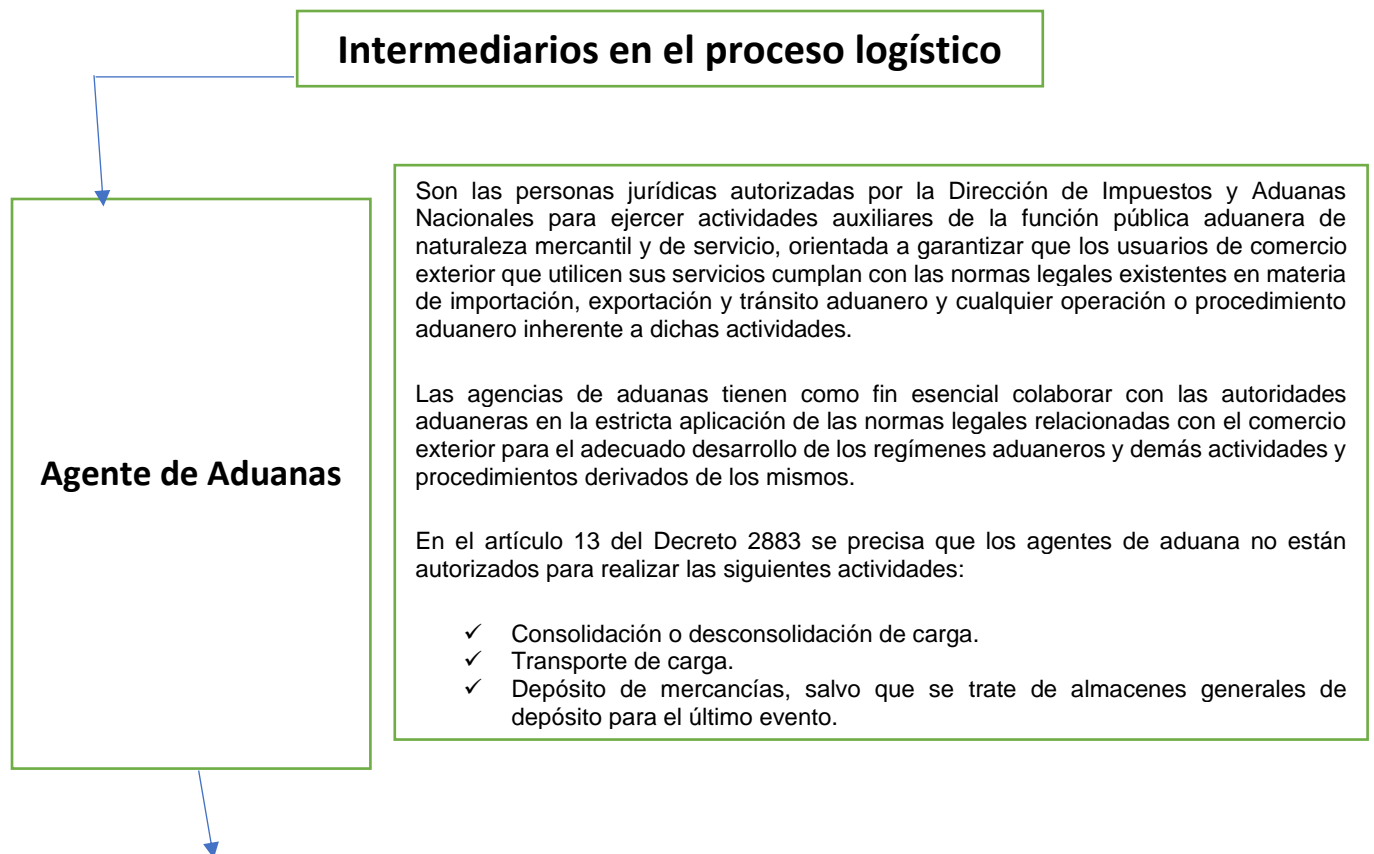 Intermediarios en el proceso logístico
Son las personas jurídicas autorizadas por la Dirección de Impuestos y Aduanas
Nacionales para ejercer actividades auxiliares de la función pública aduanera de
naturaleza mercantil y de servicio, orientada a garantizar que los usuarios de comercio
exterior que utilicen sus servicios cumplan con las normas legales existentes en materia
de importación, exportación y tránsito aduanero y cualquier operación o procedimiento
aduanero inherente a dichas actividades.
Las agencias de aduanas tienen como fin esencial colaborar con las autoridades
aduaneras en la estricta aplicación de las normas legales relacionadas con el comercio
exterior para el adecuado desarrollo de los regímenes aduaneros y demás actividades y
procedimientos derivados de los mismos.
Agente de Aduanas
En el artículo 13 del Decreto 2883 se precisa que los agentes de aduana no están
autorizados para realizar las siguientes actividades:
✓ Consolidación o desconsolidación de carga.
✓ Transporte de carga.
✓ Depósito de mercancías, salvo que se trate de almacenes generales de
depósito para el último evento.